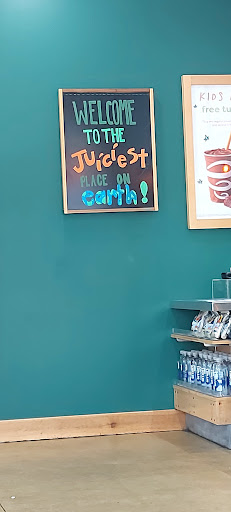 WELCOME
TO THE
Juiciest
PLACE ON
earth!
KIDS
free